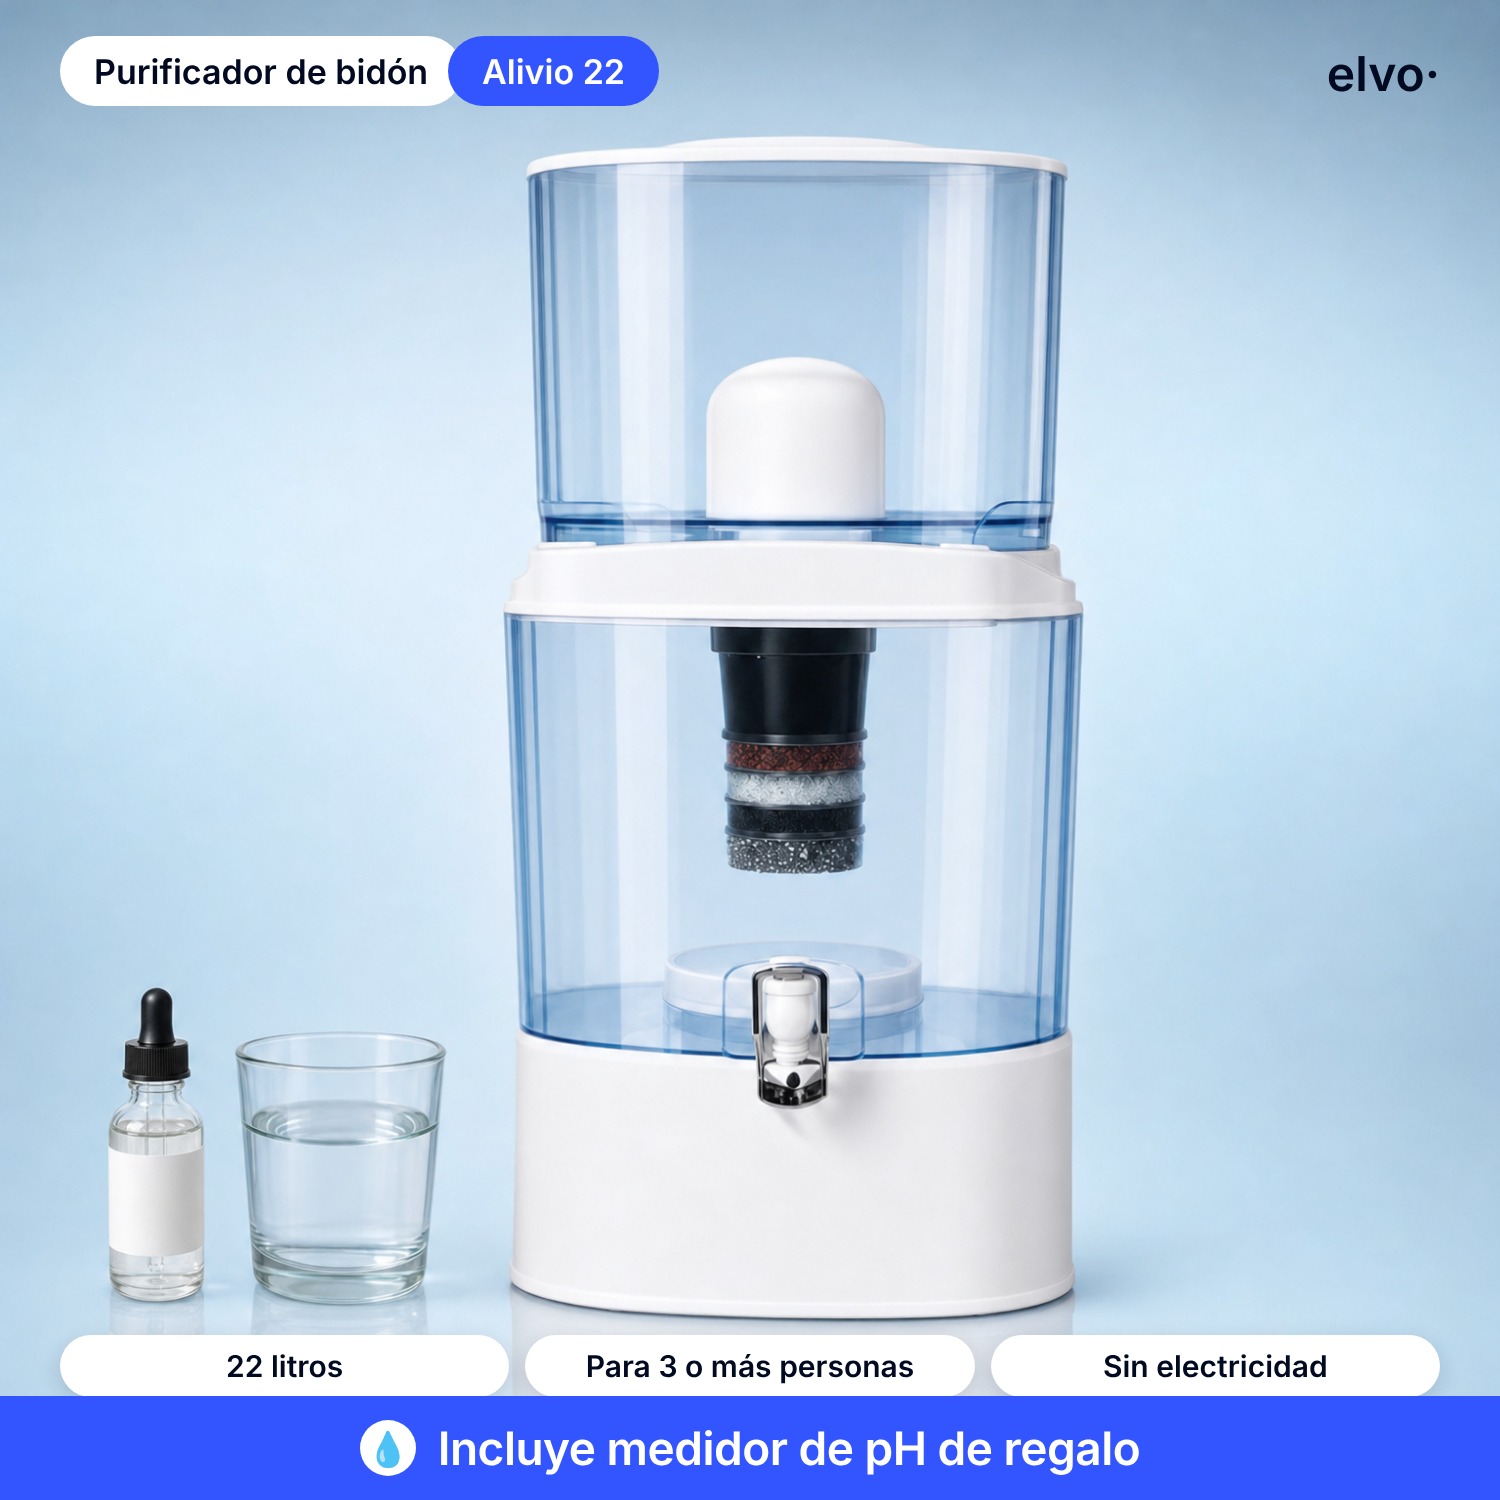 Purificador de bidón Alivio 22
elvo·
22 litros
Para 3 o más personas
Sin electricidad
Incluye medidor de pH de regalo